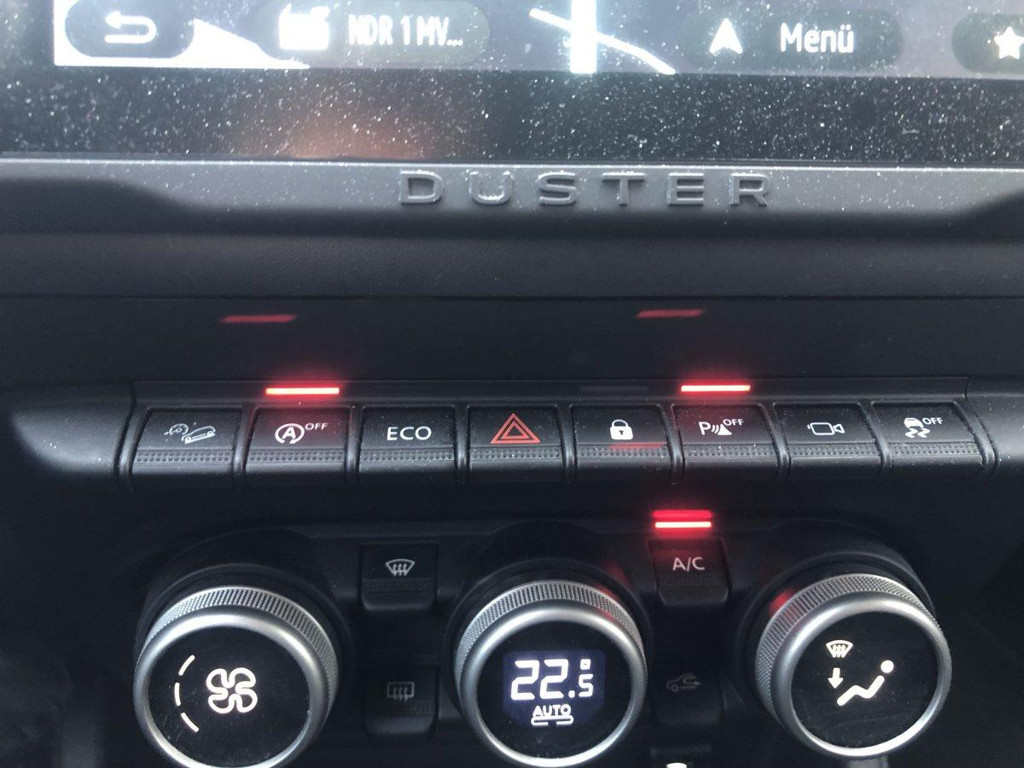 NDR 1 MV...
Menü
DUSTER
A OFF
ECO
P OFF
OFF
A/C
22.5
AUTO